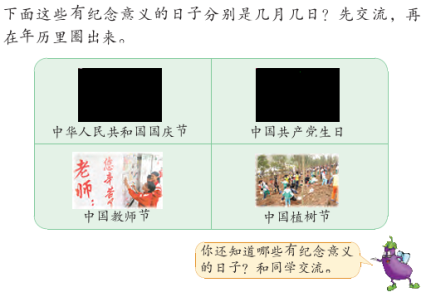 下面这些有纪念意义的日子分别是几月几日？先交流，再
在年历里圈出来。
中华人民共和国国庆节
中国共产党生日
老师：
您辛苦
中国教师节
中国植树节
你还知道哪些有纪念意义
的日子？和同学交流。